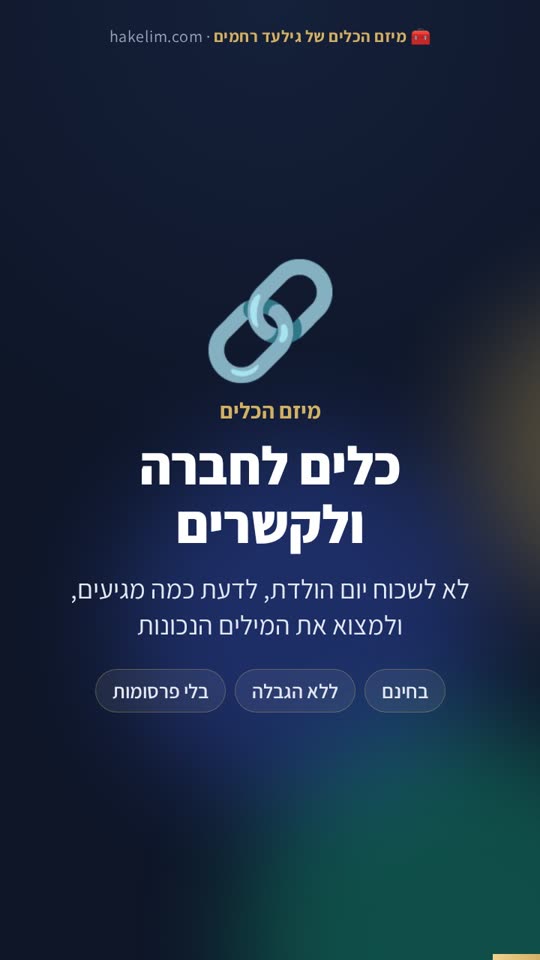 🧰 מיזם הכלים של גילעד רחמים · hakelim.com
מיזם הכלים
כלים לחברה
ולקשרים
לא לשכוח יום הולדת, לדעת כמה מגיעים,
ולמצוא את המילים הנכונות
בחינם
ללא הגבלה
בלי פרסומות